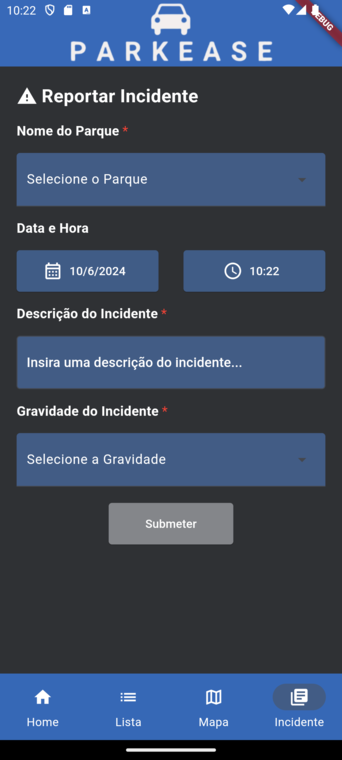 10:22
DEBUG
PARKEASE
Reportar Incidente
Nome do Parque *
Selecione o Parque
Data e Hora
10/6/2024
10:22
Descrição do Incidente *
Insira uma descrição do incidente...
Gravidade do Incidente *
Selecione a Gravidade
Submeter
Home
Lista
Mapa
Incidente